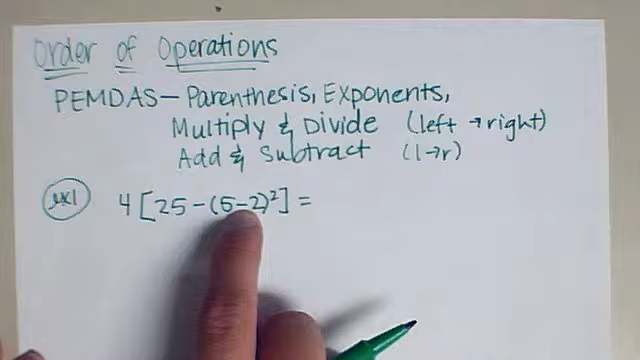 Order of Operations
PEMDAS- Parenthesis, Exponents,
Multiply & Divide (left → right)
Add & Subtract (l→r)
ex1 4[25-(5-2)²]=